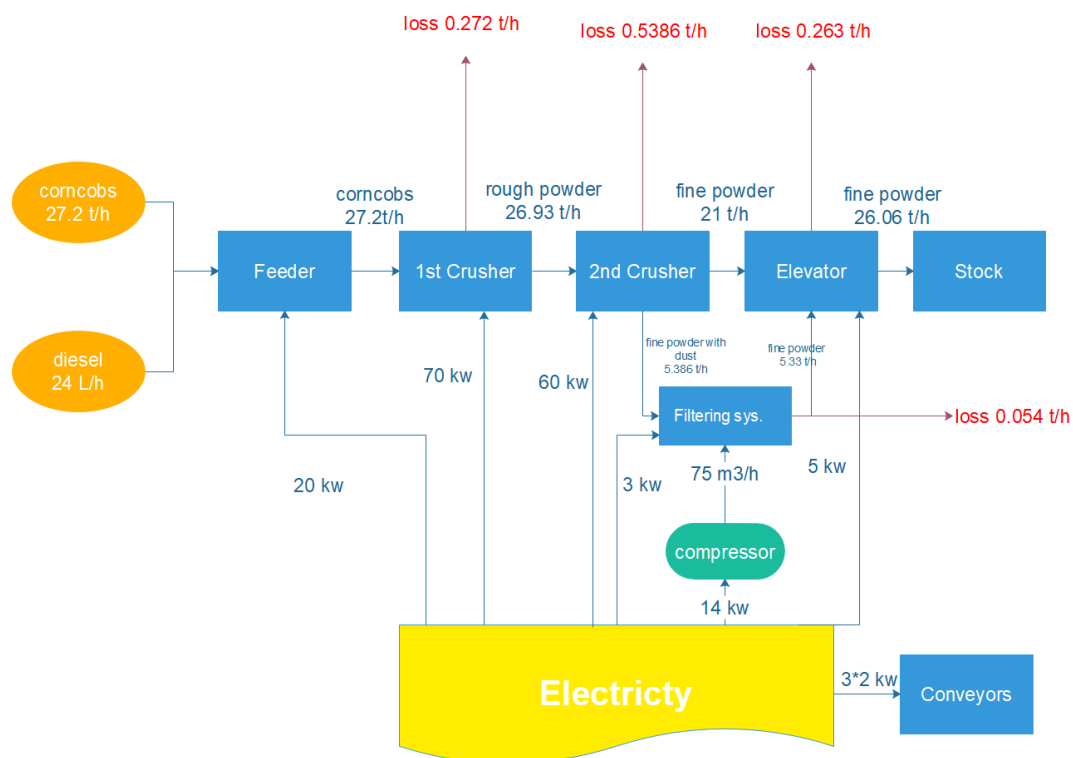 loss 0.272 t/h
loss 0.5386 t/h
loss 0.263 t/h
corncobs
27.2 t/h
corncobs
27.2t/h
rough powder
26.93 t/h
fine powder
21 t/h
fine powder
26.06 t/h
Feeder
1st Crusher
2nd Crusher
Elevator
Stock
diesel
24 L/h
70 kw
60 kw
fine powder with
dust
5.386 t/h
fine powder
5.33 t/h
Filtering sys.
loss 0.054 t/h
20 kw
3 kw
75 m3/h
5 kw
compressor
14 kw
Electricty
3*2 kw
Conveyors